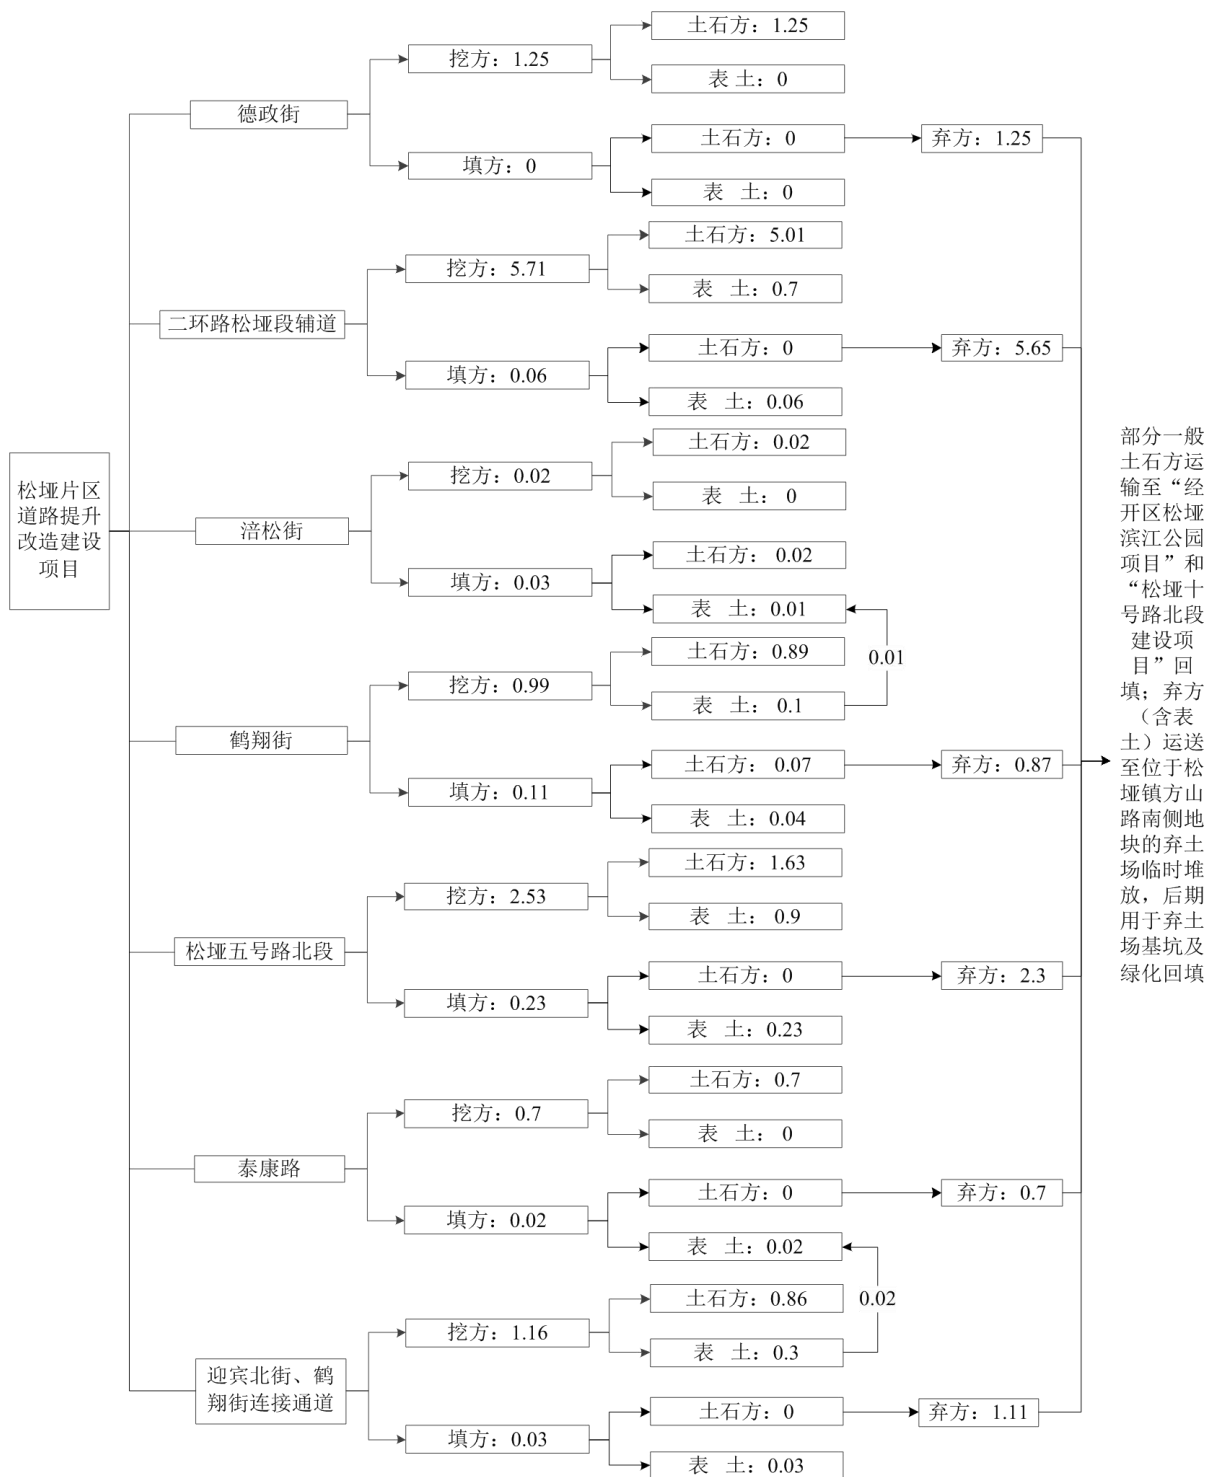 松垭片区
道路提升
改造建设
项目
德政街
挖方：1.25
土石方：1.25
表 土：0
填方：0
土石方：0
弃方：1.25
表 土：0
二环路松垭段辅道
挖方：5.71
土石方：5.01
表 土：0.7
填方：0.06
土石方：0
弃方：5.65
表 土：0.06
涪松街
挖方：0.02
土石方：0.02
表 土：0
填方：0.03
土石方：0.02
表 土：0.01
0.01
鹤翔街
挖方：0.99
土石方：0.89
表 土：0.1
填方：0.11
土石方：0.07
弃方：0.87
表 土：0.04
松垭五号路北段
挖方：2.53
土石方：1.63
表 土：0.9
填方：0.23
土石方：0
弃方：2.3
表 土：0.23
泰康路
挖方：0.7
土石方：0.7
表 土：0
填方：0.02
土石方：0
弃方：0.7
表 土：0.02
0.02
迎宾北街、鹤
翔街连接通道
挖方：1.16
土石方：0.86
表 土：0.3
填方：0.03
土石方：0
弃方：1.11
表 土：0.03
部分一般
土石方运
输至“经
开区松垭
滨江公园
项目”和
“松垭十
号路北段
建设项
目”回
填；弃方
（含表
土）运送
至位于松
垭镇方山
路南侧地
块的弃土
场临时堆
放，后期
用于弃土
场基坑及
绿化回填